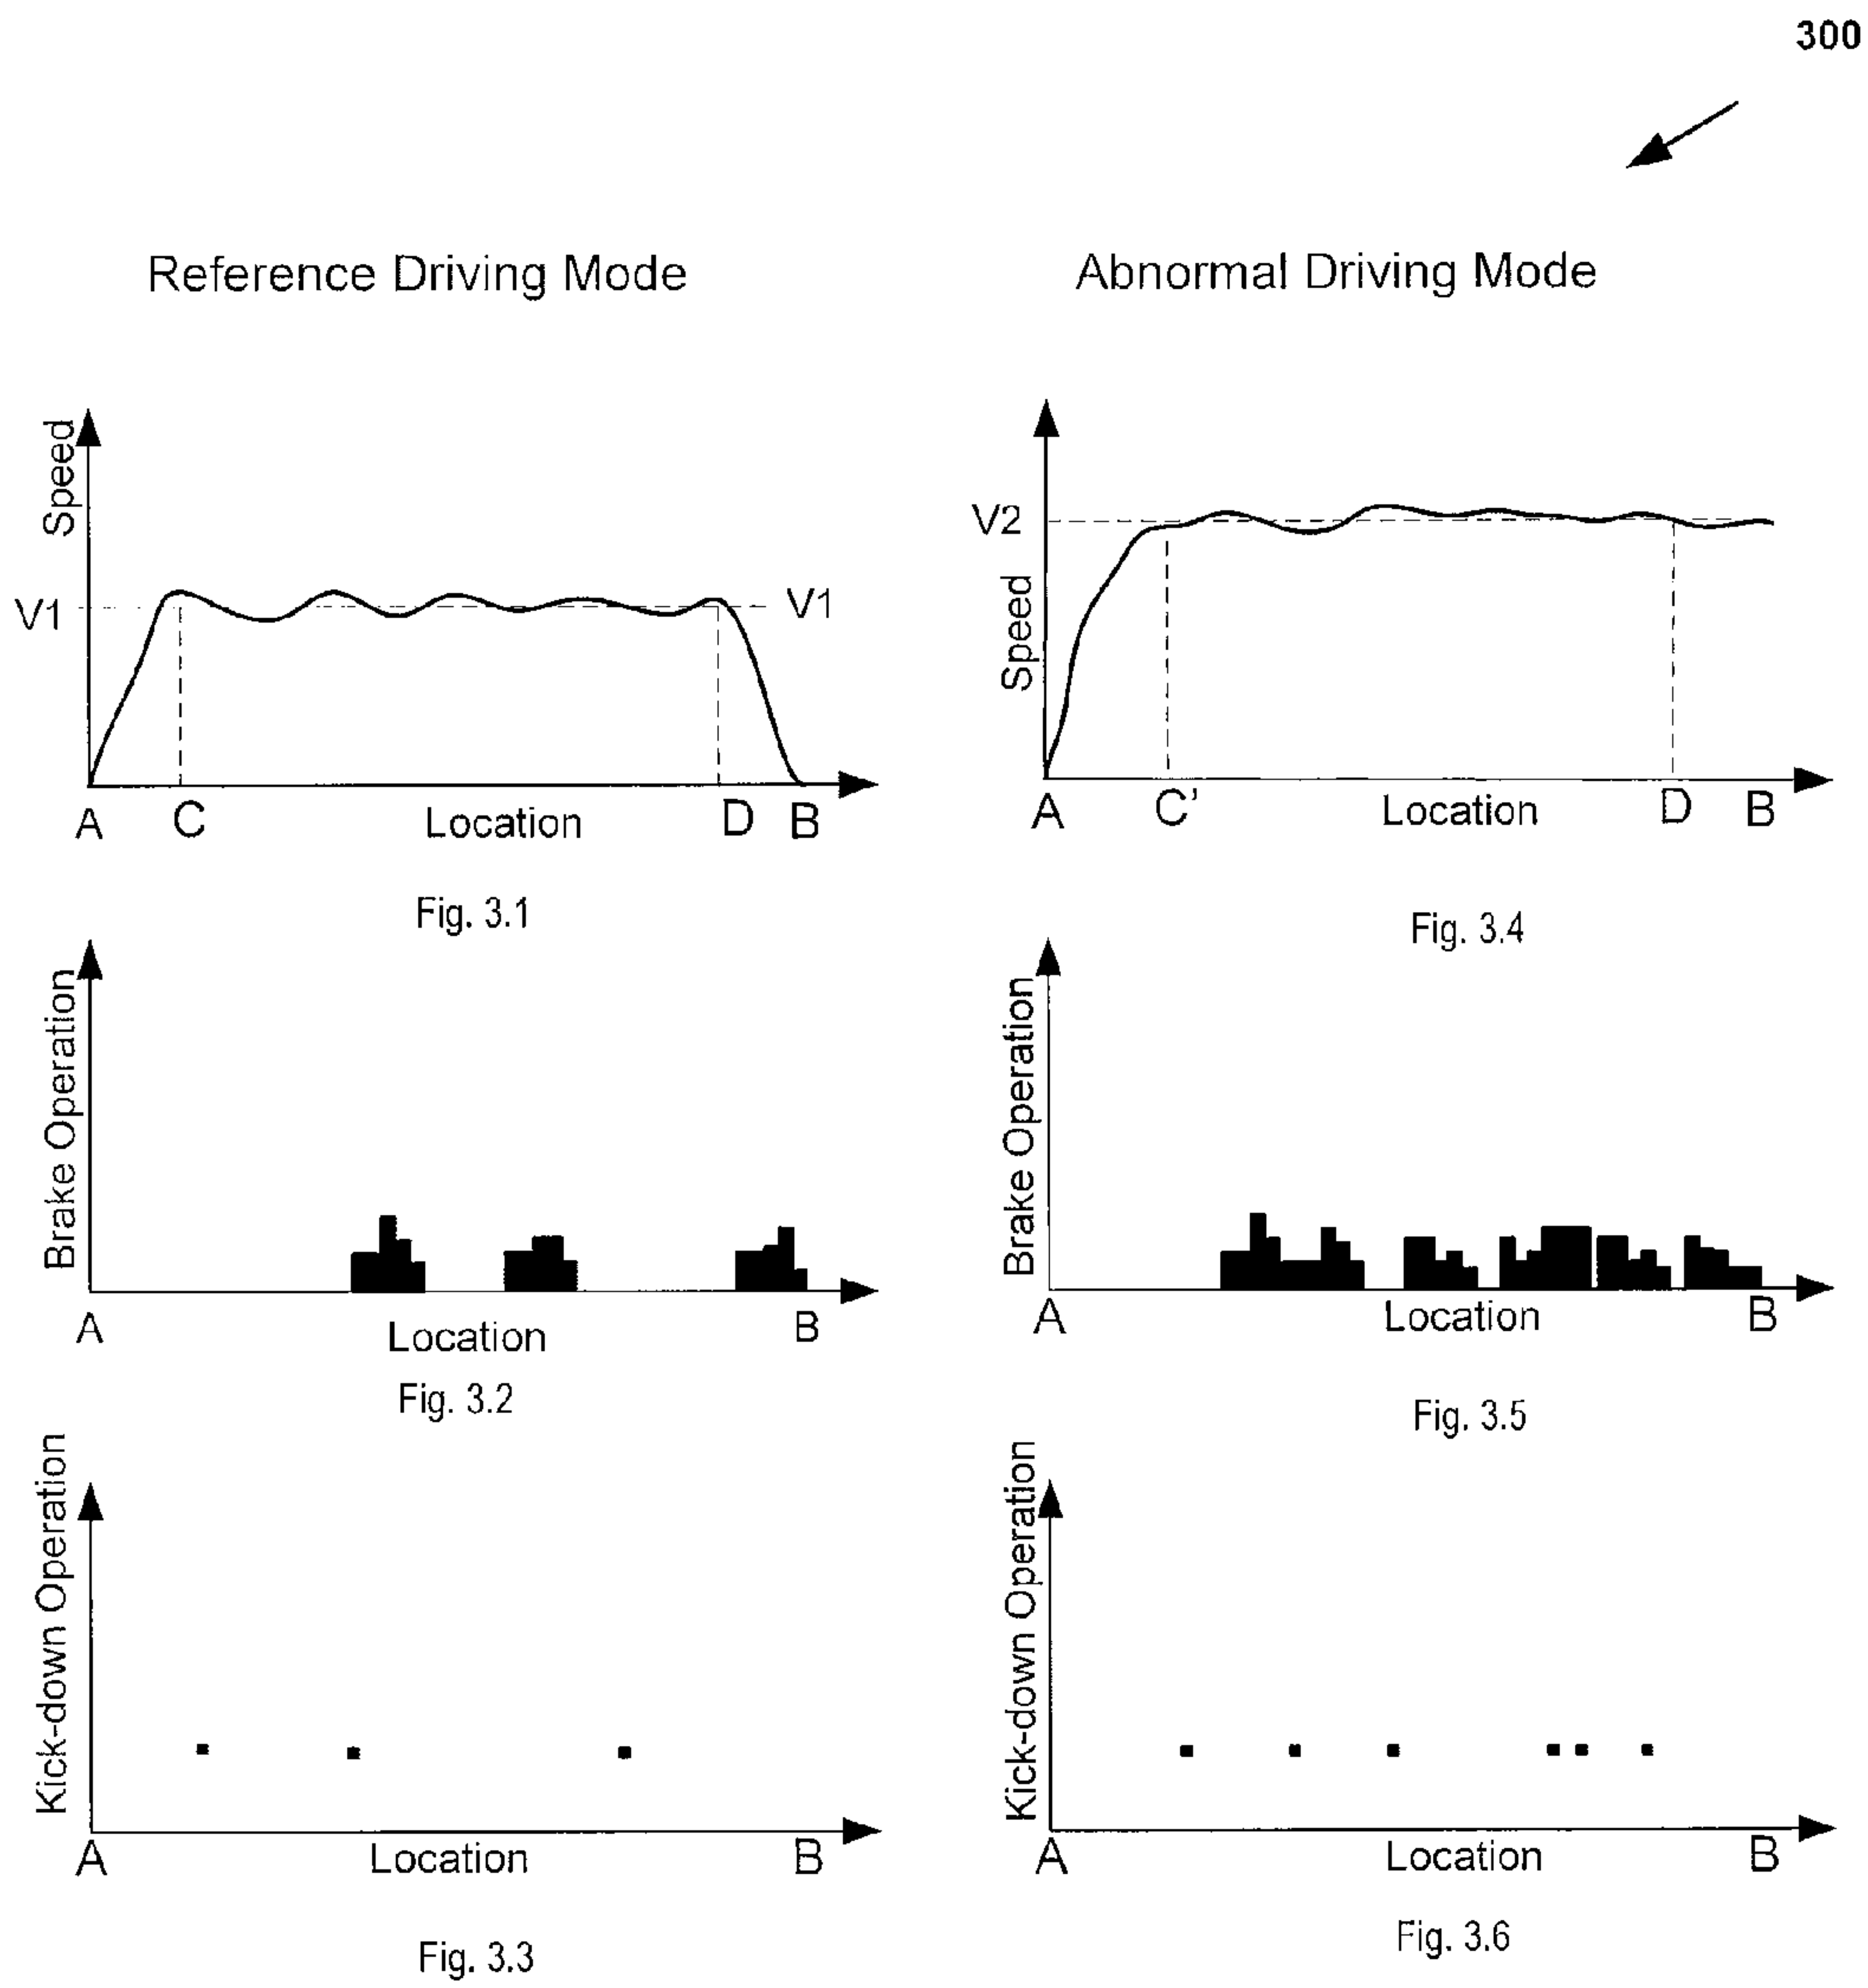 300
Reference Driving Mode
Abnormal Driving Mode
Speed
V1
V1
A
C
Location
D
B
Fig. 3.1
V2
Speed
A
C’
Location
D
B
Fig. 3.4
Brake Operation
A
Location
B
Fig. 3.2
Brake Operation
A
Location
B
Fig. 3.5
Kick-down Operation
A
Location
B
Fig. 3.3
Kick-down Operation
A
Location
B
Fig. 3.6